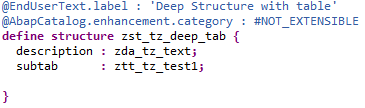 @EndUserText.label : 'Deep Structure with table'
@AbapCatalog.enhancement.category : #NOT_EXTENSIBLE
define structure zst_tz_deep_tab {
  description : zda_tz_text;
  subtab      : ztt_tz_test1;
}